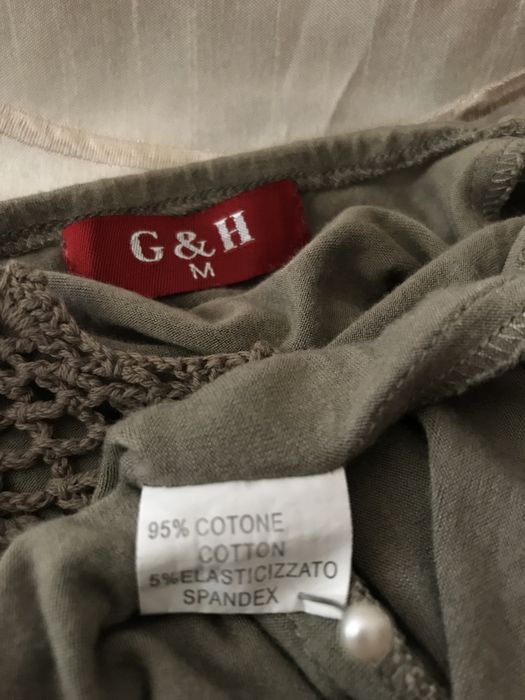 G & H
M
95% COTONE
COTTON
5%ELASTICIZZATO
SPANDEX